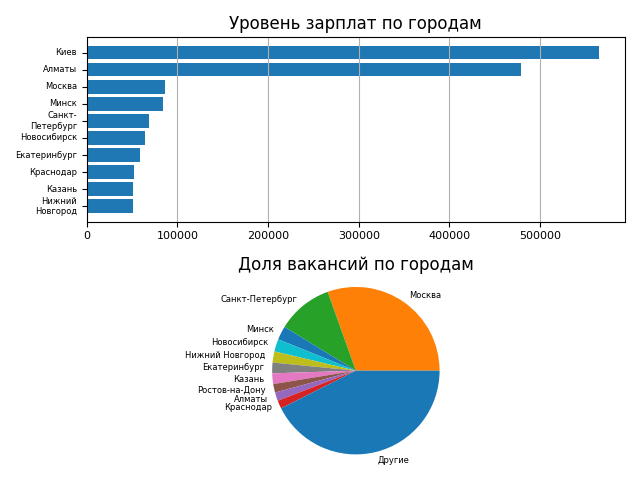 Уровень зарплат по городам
Киев
Алматы
Москва
Минск
Санкт-
Петербург
Новосибирск
Екатеринбург
Краснодар
Казань
Нижний
Новгород
0 100000 200000 300000 400000 500000
Доля вакансий по городам
Москва
Санкт-Петербург
Минск
Новосибирск
Нижний Новгород
Екатеринбург
Казань
Ростов-на-Дону
Алматы
Краснодар
Другие